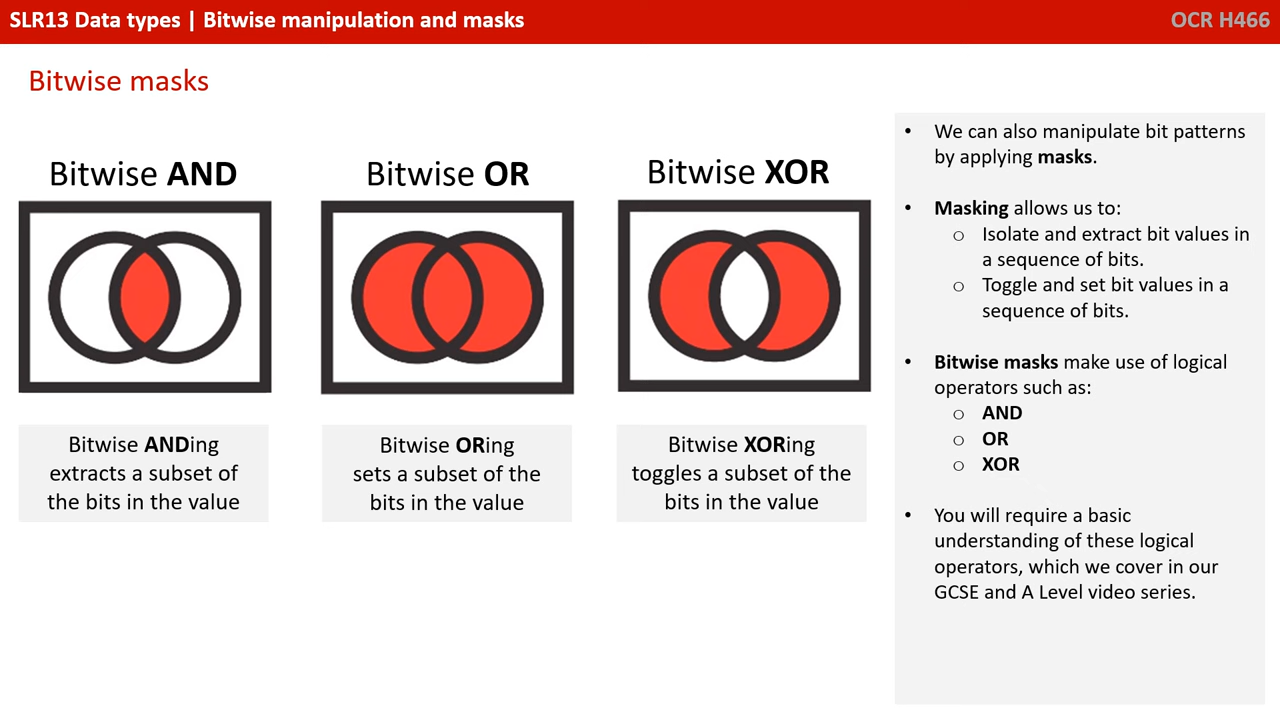 SLR13 Data types | Bitwise manipulation and masks
OCR H466
Bitwise masks
Bitwise AND
Bitwise OR
Bitwise XOR
Bitwise ANDing
extracts a subset of
the bits in the value
Bitwise ORing
sets a subset of the
bits in the value
Bitwise XORing
toggles a subset of the
bits in the value
• We can also manipulate bit patterns
by applying masks.
• Masking allows us to:
○ Isolate and extract bit values in
a sequence of bits.
○ Toggle and set bit values in a
sequence of bits.
• Bitwise masks make use of logical
operators such as:
○ AND
○ OR
○ XOR
• You will require a basic
understanding of these logical
operators, which we cover in our
GCSE and A Level video series.